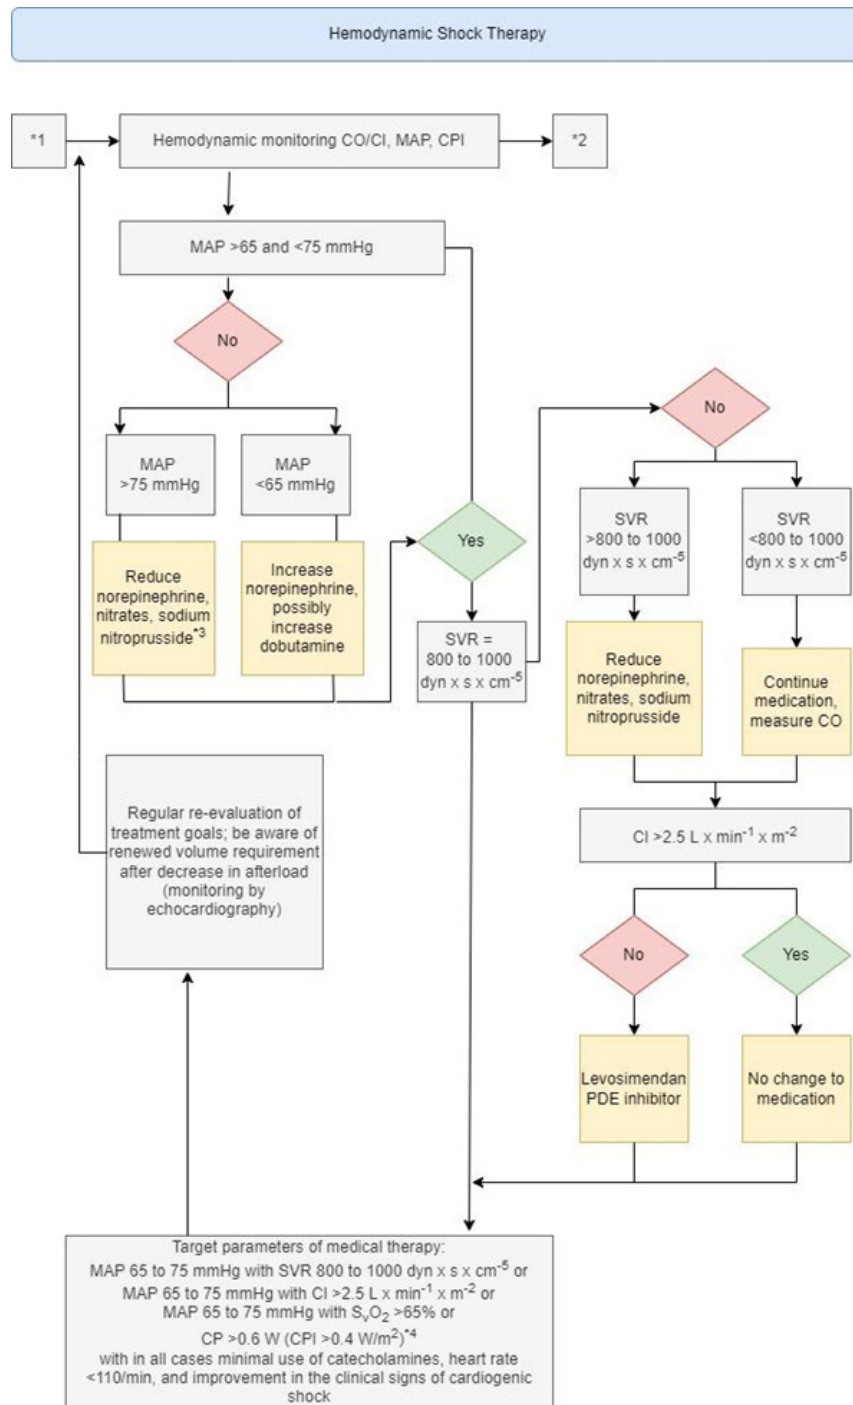 Hemodynamic Shock Therapy
*1
Hemodynamic monitoring CO/CI, MAP, CPI
*2
MAP >65 and <75 mmHg
No
MAP
>75 mmHg
MAP
<65 mmHg
Reduce
norepinephrine,
nitrates, sodium
nitroprusside*3
Increase
norepinephrine,
possibly
increase
dobutamine
Yes
SVR =
800 to 1000
dyn x s x cm-5
No
SVR
>800 to 1000
dyn x s x cm-5
SVR
<800 to 1000
dyn x s x cm-5
Reduce
norepinephrine,
nitrates, sodium
nitroprusside
Continue
medication,
measure CO
CI >2.5 L x min-1 x m-2
No
Yes
Levosimendan
PDE inhibitor
No change to
medication
Regular re-evaluation of
treatment goals; be aware of
renewed volume requirement
after decrease in afterload
(monitoring by
echocardiography)
Target parameters of medical therapy:
MAP 65 to 75 mmHg with SVR 800 to 1000 dyn x s x cm-5 or
MAP 65 to 75 mmHg with CI >2.5 L x min-1 x m-2 or
MAP 65 to 75 mmHg with SvO2 >65% or
CP >0.6 W (CPI >0.4 W/m2)*4
with in all cases minimal use of catecholamines, heart rate
<110/min, and improvement in the clinical signs of cardiogenic
shock